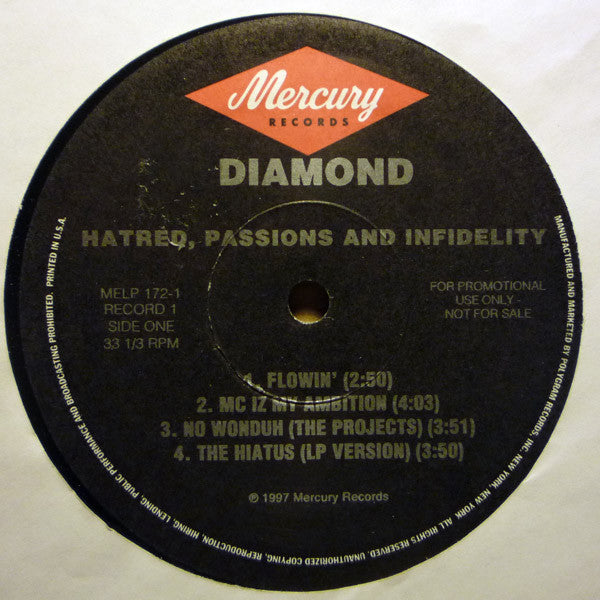 Mercury
RECORDS
DIAMOND
HATRED, PASSIONS AND INFIDELITY
MELP 172-1
RECORD 1
SIDE ONE
33 1/3 RPM
FOR PROMOTIONAL
USE ONLY -
NOT FOR SALE
1. FLOWIN' (2:50)
2. MC IZ MY AMBITION (4:03)
3. NO WONDUH (THE PROJECTS) (3:51)
4. THE HIATUS (LP VERSION) (3:50)
℗ 1997 Mercury Records
MANUFACTURED AND MARKETED BY POLYGRAM RECORDS, INC. NEW YORK, NEW YORK. ALL RIGHTS RESERVED. UNAUTHORIZED COPYING, REPRODUCTION, HIRING, LENDING, PUBLIC PERFORMANCE AND BROADCASTING PROHIBITED. PRINTED IN U.S.A.